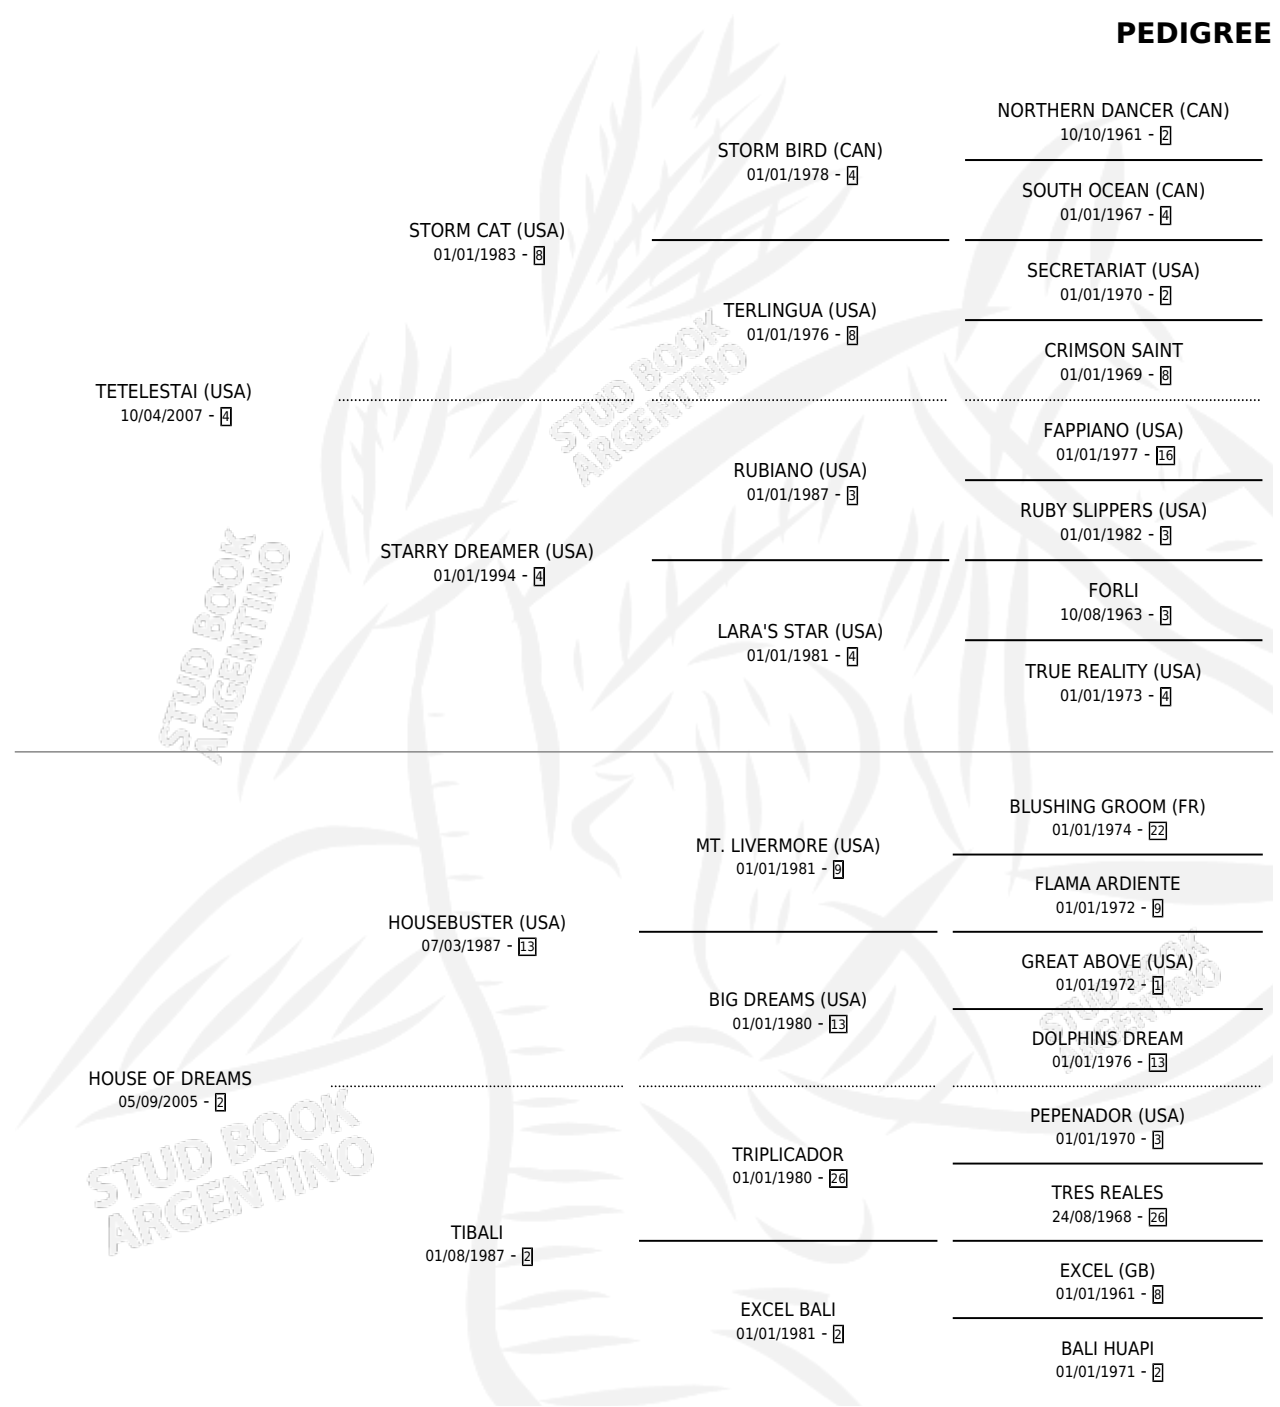 PEDIGREE
NORTHERN DANCER (CAN)
10/10/1961 - 2
STORM BIRD (CAN)
01/01/1978 - 4
SOUTH OCEAN (CAN)
01/01/1967 - 4
STORM CAT (USA)
01/01/1983 - 8
SECRETARIAT (USA)
01/01/1970 - 2
TERLINGUA (USA)
01/01/1976 - 8
CRIMSON SAINT
01/01/1969 - 8
TETELESTAI (USA)
10/04/2007 - 4
STUD BOOK
ARGENTINO
FAPPIANO (USA)
01/01/1977 - 16
RUBIANO (USA)
01/01/1987 - 3
RUBY SLIPPERS (USA)
01/01/1982 - 3
STARRY DREAMER (USA)
01/01/1994 - 4
FORLI
10/08/1963 - 3
LARA'S STAR (USA)
01/01/1981 - 4
TRUE REALITY (USA)
01/01/1973 - 4
STUD BOOK
ARGENTINO
BLUSHING GROOM (FR)
01/01/1974 - 22
MT. LIVERMORE (USA)
01/01/1981 - 9
FLAMA ARDIENTE
01/01/1972 - 9
HOUSEBUSTER (USA)
07/03/1987 - 13
GREAT ABOVE (USA)
01/01/1972 - 1
BIG DREAMS (USA)
01/01/1980 - 13
STUD BOOK
ARGENTINO
DOLPHINS DREAM
01/01/1976 - 13
HOUSE OF DREAMS
05/09/2005 - 2
PEPENADOR (USA)
01/01/1970 - 3
TRIPLICADOR
01/01/1980 - 26
TRES REALES
24/08/1968 - 26
STUD BOOK
ARGENTINO
TIBALI
01/08/1987 - 2
EXCEL (GB)
01/01/1961 - 8
EXCEL BALI
01/01/1981 - 2
BALI HUAPI
01/01/1971 - 2